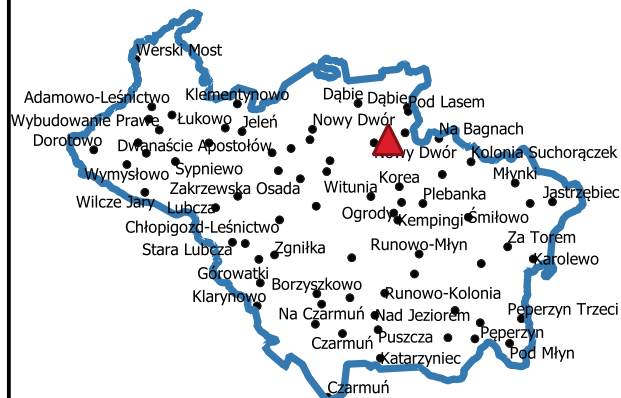 Werski Most
Adamowo-Leśnictwo
Klementynowo
Dąbie
Dąbie
Pod Lasem
Wybudowanie Prawe
Łukowo
Jeleń
Nowy Dwór
Na Bagnach
Dorotowo
Dwanaście Apostołów
Nowy Dwór
Kolonia Suchorączek
Wymysłowo
Sypniewo
Korea
Młynki
Zakrzewska Osada
Witunia
Plebanka
Jastrzębiec
Wilcze Jary
Lubcza
Ogrody
Kempingi
Śmiłowo
Chłopigozd-Leśnictwo
Stara Lubcza
Zgniłka
Runowo-Młyn
Za Torem
Karolewo
Górowatki
Borzyszkowo
Klarynowo
Runowo-Kolonia
Na Czarmuń
Nad Jeziorem
Pęperzyn Trzeci
Czarmuń
Puszcza
Pęperzyn
Katarzyniec
Pod Młyn
Czarmuń